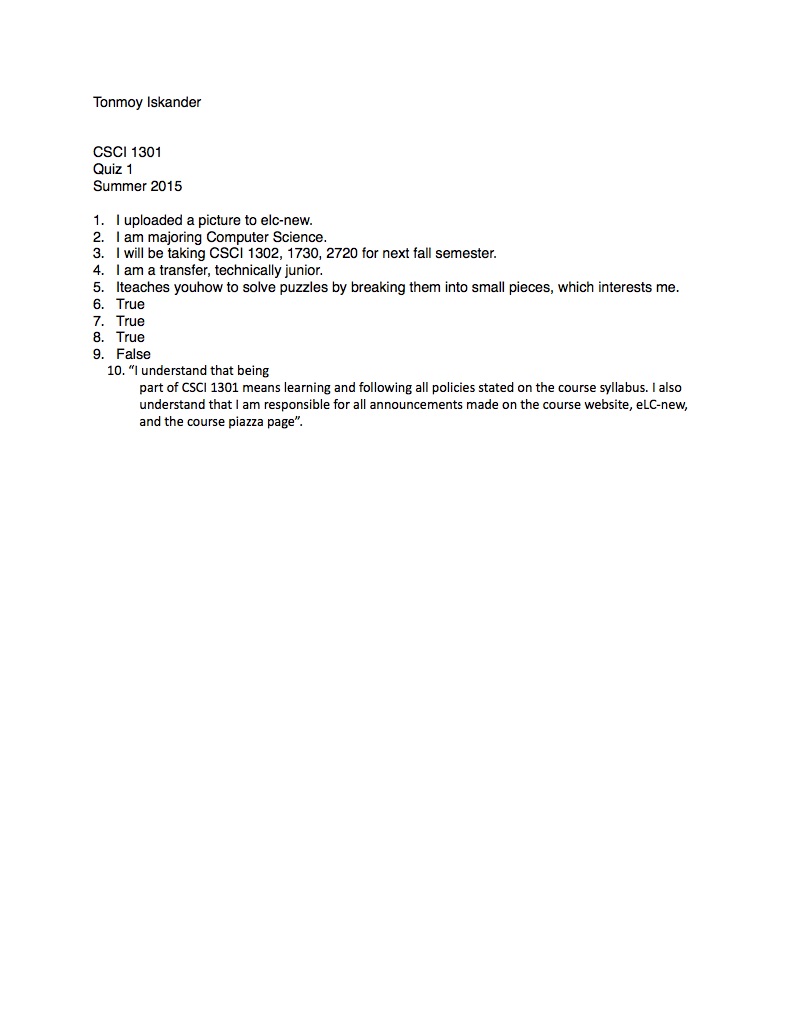 Tonmoy Iskander
CSCI 1301
Quiz 1
Summer 2015
1. I uploaded a picture to elc-new.
2. I am majoring Computer Science.
3. I will be taking CSCI 1302, 1730, 2720 for next fall semester.
4. I am a transfer, technically junior.
5. Iteaches youhow to solve puzzles by breaking them into small pieces, which interests me.
6. True
7. True
8. True
9. False
10. “I understand that being
part of CSCI 1301 means learning and following all policies stated on the course syllabus. I also
understand that I am responsible for all announcements made on the course website, eLC-new,
and the course piazza page”.